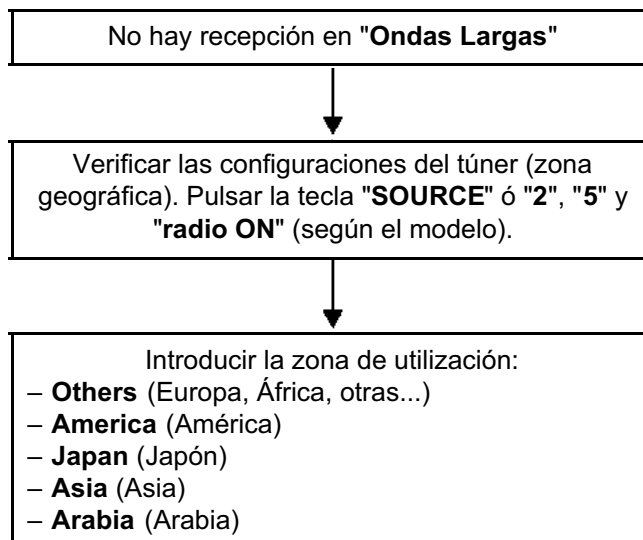 No hay recepción en "Ondas Largas"
Verificar las configuraciones del túner (zona
geográfica). Pulsar la tecla "SOURCE" ó "2", "5" y
"radio ON" (según el modelo).
Introducir la zona de utilización:
– Others (Europa, África, otras...)
– America (América)
– Japan (Japón)
– Asia (Asia)
– Arabia (Arabia)